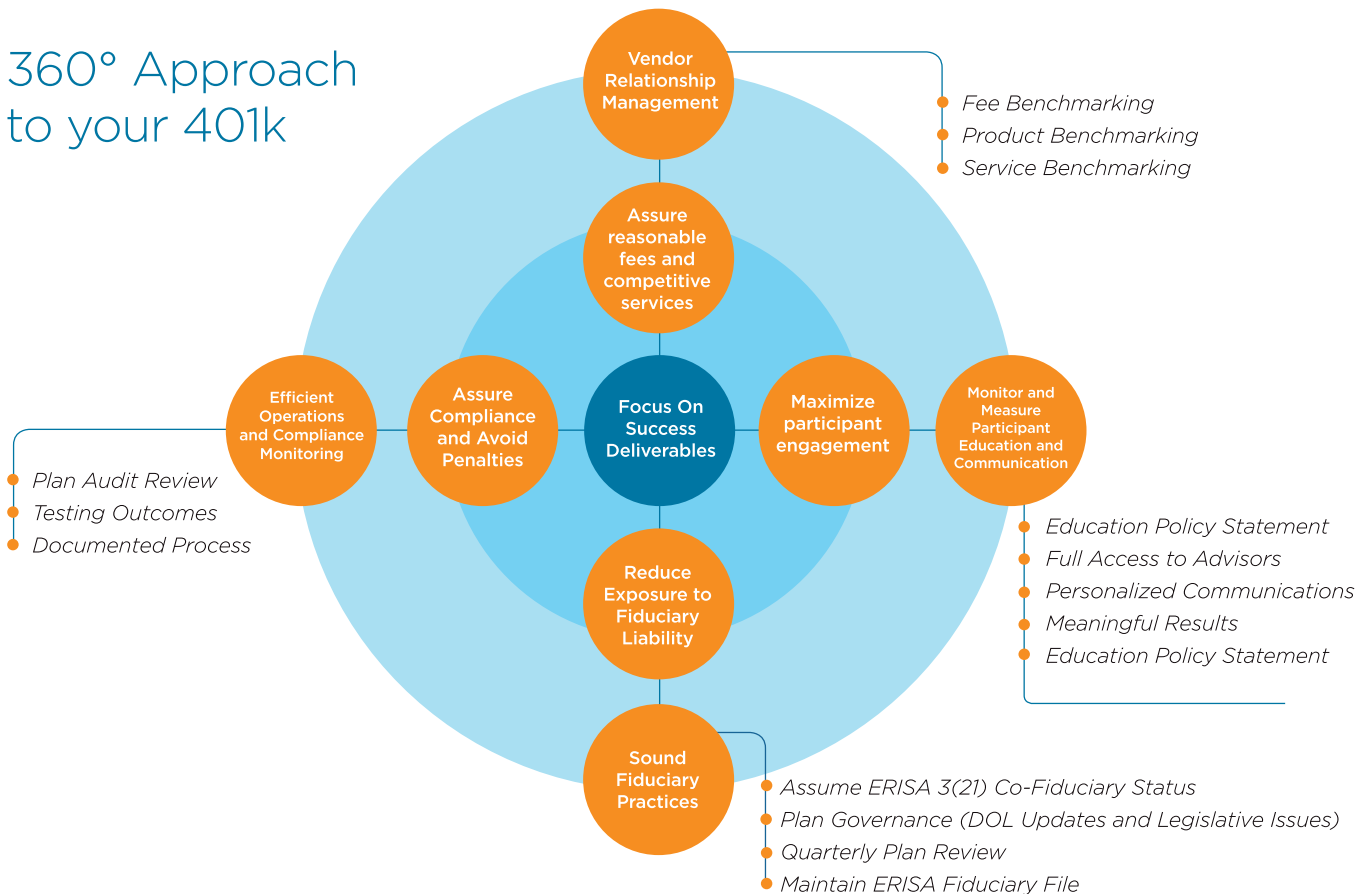 360° Approach
to your 401k
Vendor
Relationship
Management
Fee Benchmarking
Product Benchmarking
Service Benchmarking
Assure
reasonable
fees and
competitive
services
Efficient
Operations
and Compliance
Monitoring
Assure
Compliance
and Avoid
Penalties
Focus On
Success
Deliverables
Maximize
participant
engagement
Monitor and
Measure
Participant
Education and
Communication
Plan Audit Review
Testing Outcomes
Documented Process
Education Policy Statement
Full Access to Advisors
Personalized Communications
Meaningful Results
Education Policy Statement
Reduce
Exposure to
Fiduciary
Liability
Sound
Fiduciary
Practices
Assume ERISA 3(21) Co-Fiduciary Status
Plan Governance (DOL Updates and Legislative Issues)
Quarterly Plan Review
Maintain ERISA Fiduciary File